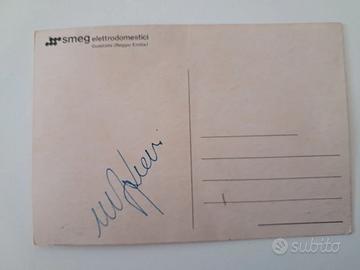 smeg elettrodomestici
Guastalla (Reggio Emilia)
subito